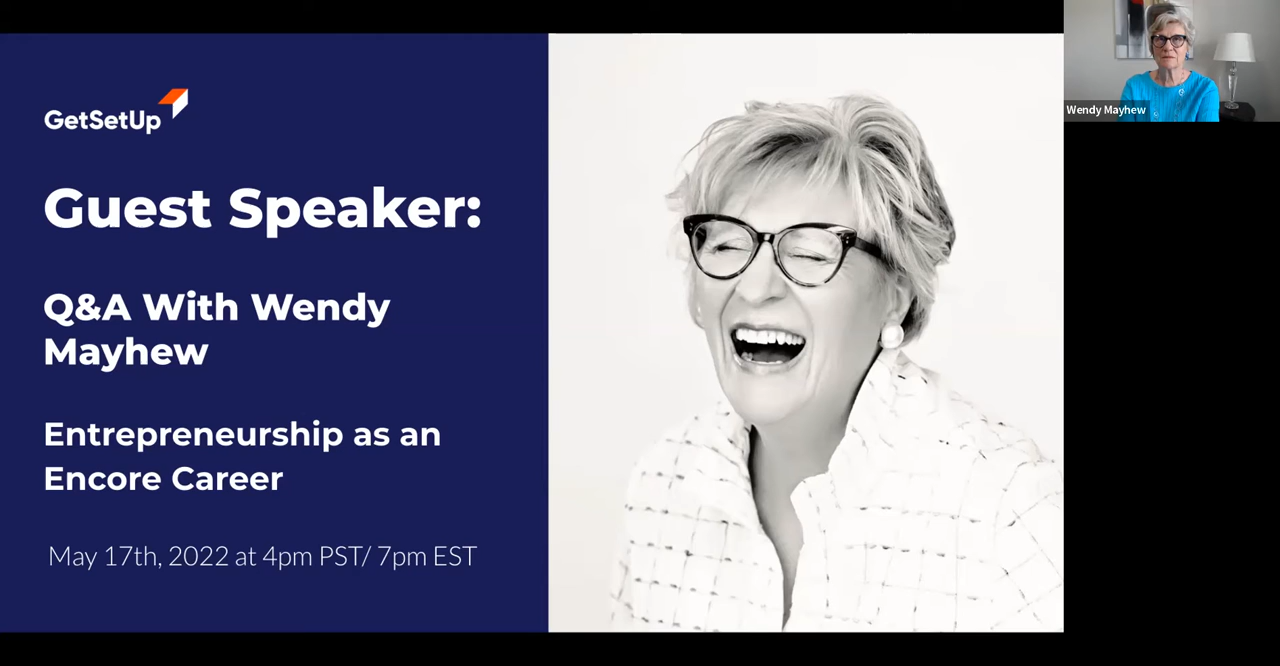 GetSetUp
Guest Speaker:
Q&A With Wendy
Mayhew
Entrepreneurship as an
Encore Career
May 17th, 2022 at 4pm PST/ 7pm EST
Wendy Mayhew